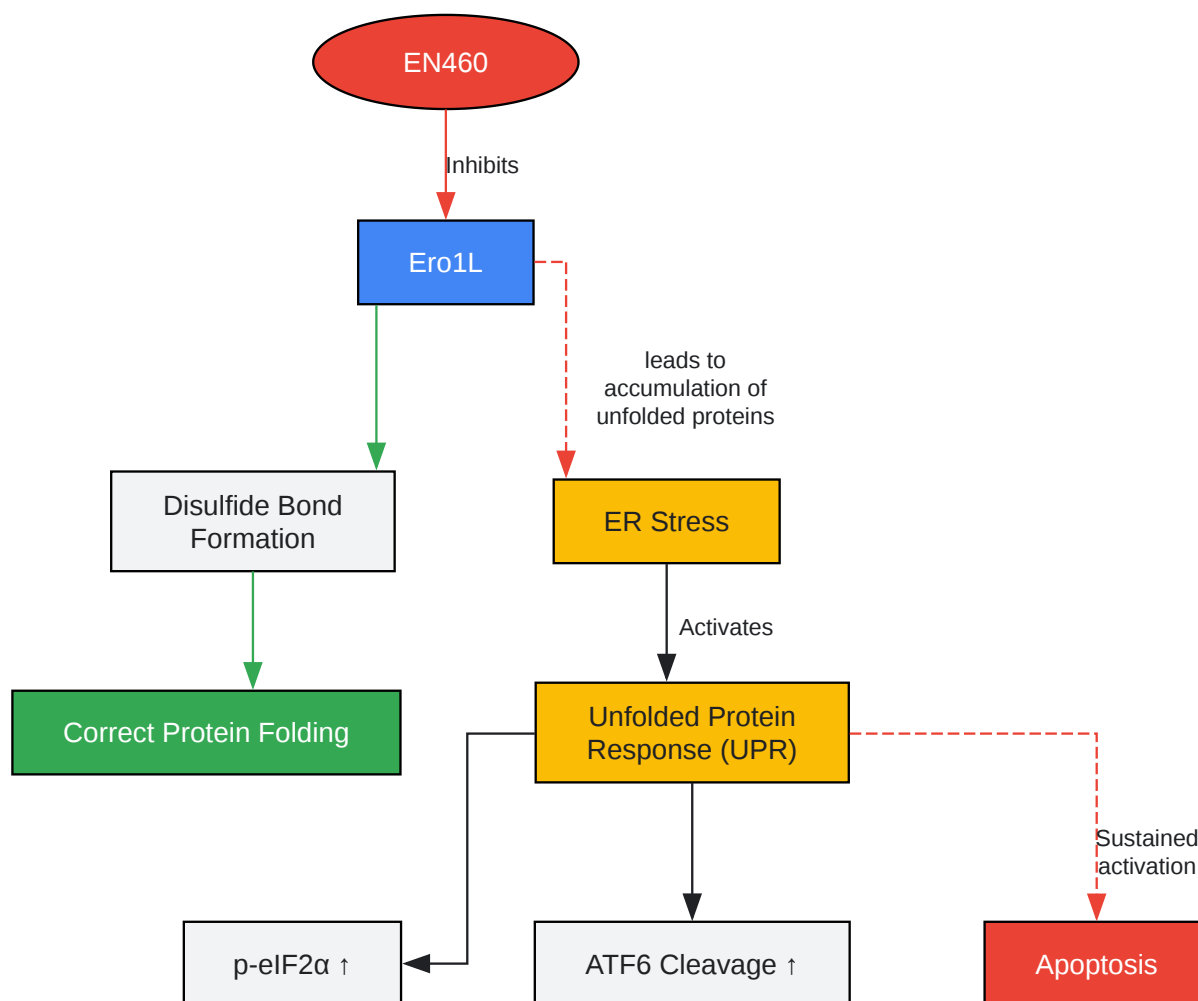 EN460
Inhibits
Ero1L
leads to
accumulation of
unfolded proteins
Disulfide Bond
Formation
ER Stress
Activates
Correct Protein Folding
Unfolded Protein
Response (UPR)
Sustained
activation
p-eIF2α ↑
ATF6 Cleavage ↑
Apoptosis